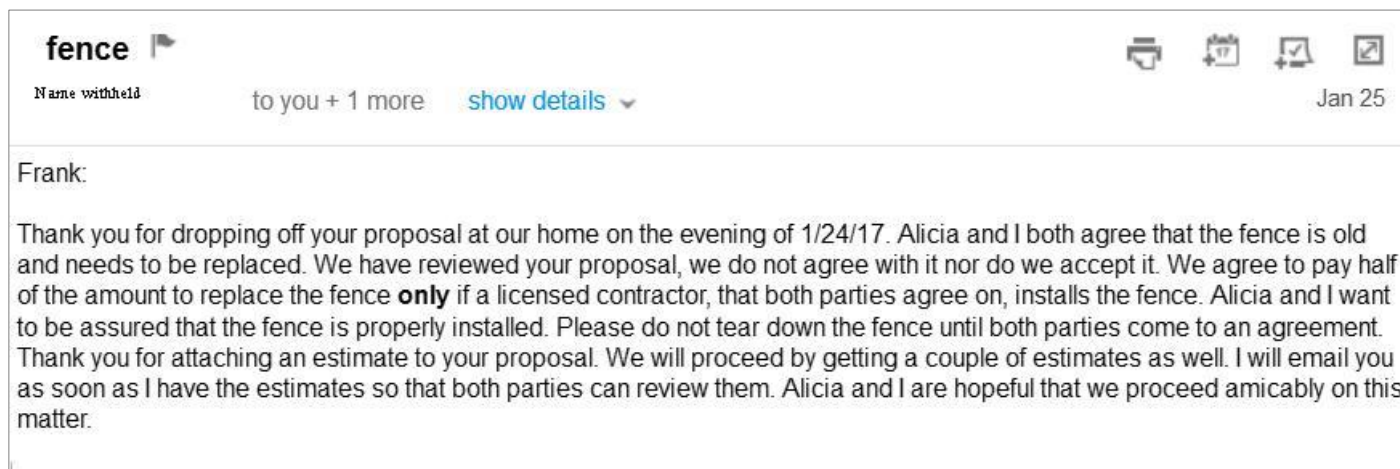 fence
Name withheld to you + 1 more show details Jan 25
17
Frank:
Thank you for dropping off your proposal at our home on the evening of 1/24/17. Alicia and I both agree that the fence is old
and needs to be replaced. We have reviewed your proposal, we do not agree with it nor do we accept it. We agree to pay half
of the amount to replace the fence only if a licensed contractor, that both parties agree on, installs the fence. Alicia and I want
to be assured that the fence is properly installed. Please do not tear down the fence until both parties come to an agreement.
Thank you for attaching an estimate to your proposal. We will proceed by getting a couple of estimates as well. I will email you
as soon as I have the estimates so that both parties can review them. Alicia and I are hopeful that we proceed amicably on this
matter.